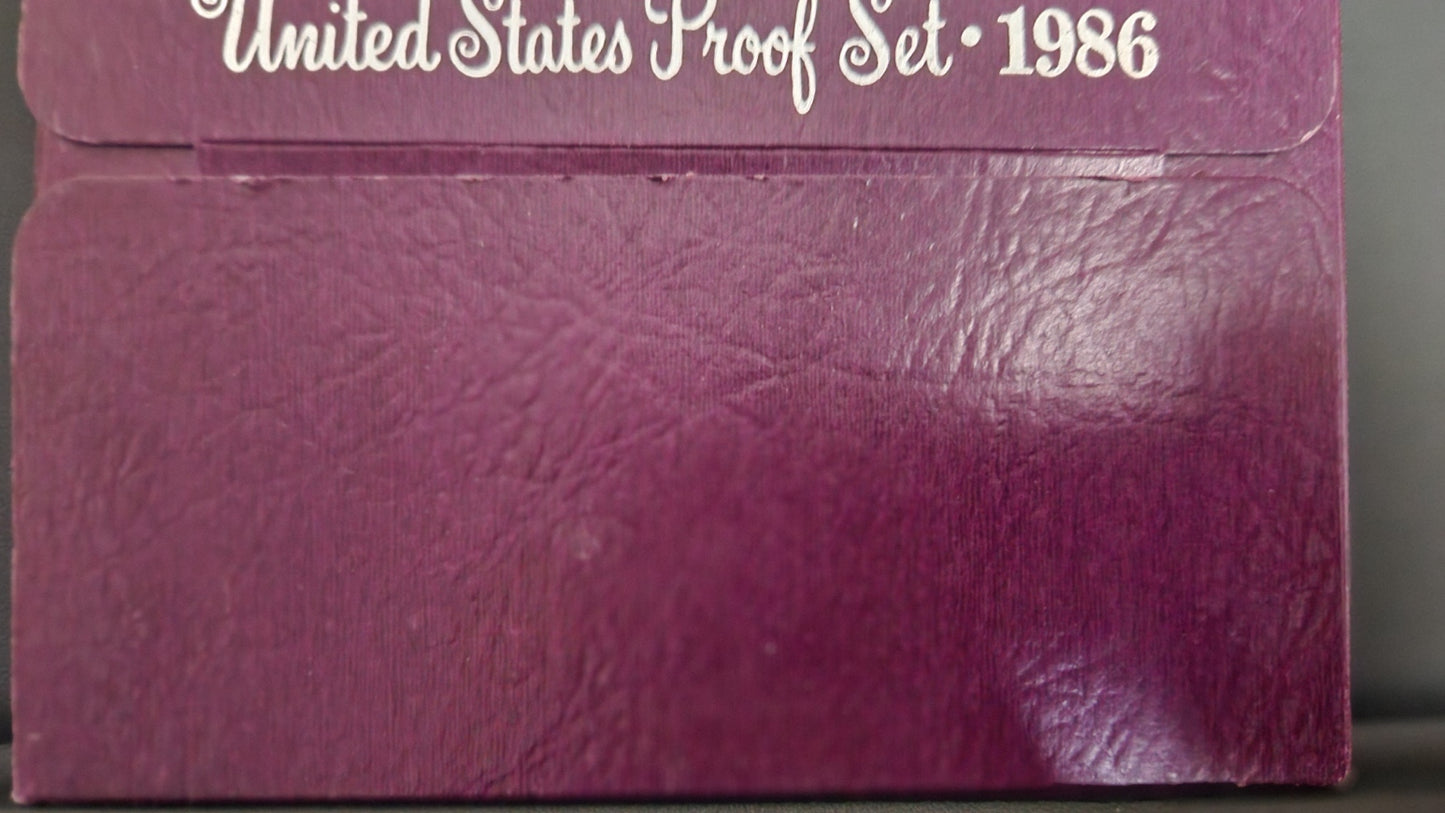 United States Proof Set · 1986